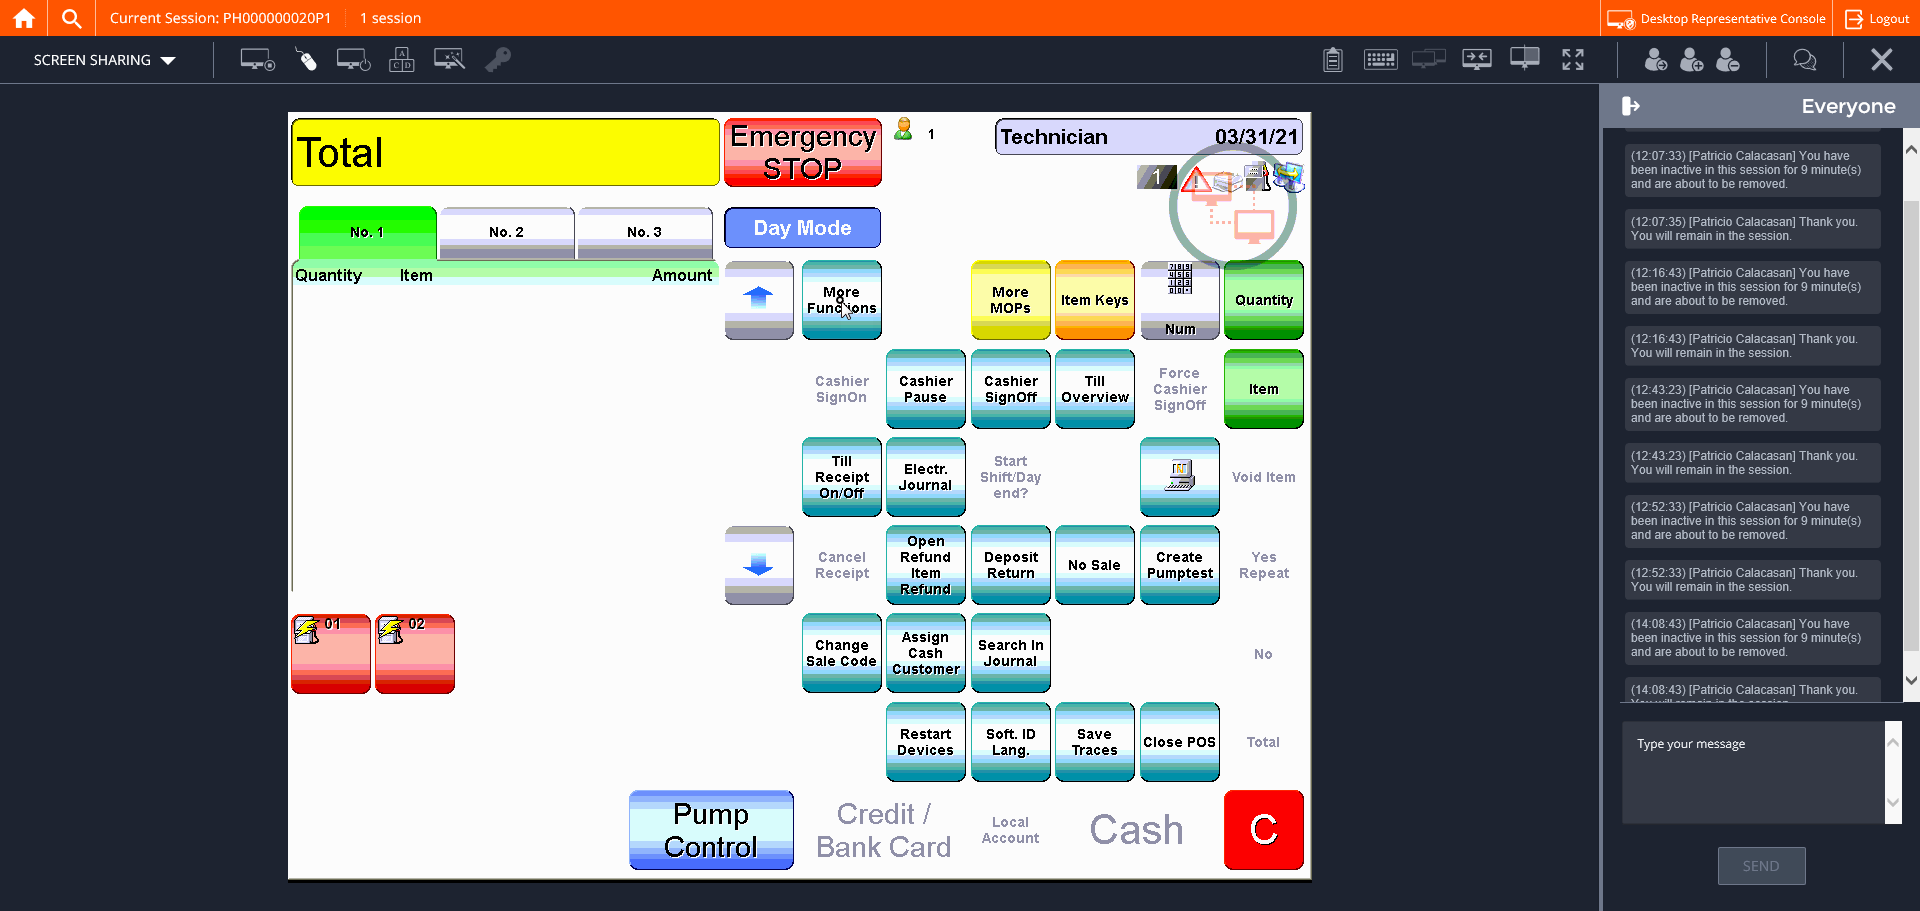 Current Session: PH000000020P1
1 session
Desktop Representative Console
Logout
SCREEN SHARING
A
C D
Everyone
Total
Emergency
STOP
1
Technician 03/31/21
1
No. 1
No. 2
No. 3
Day Mode
Quantity Item Amount
More
Functions
More
MOPs
Item Keys
7 8 9
4 5 6
1 2 3
Num
Quantity
Cashier
SignOn
Cashier
Pause
Cashier
SignOff
Till
Overview
Force
Cashier
SignOff
Item
Till
Receipt
On/Off
Electr.
Journal
Start
Shift/Day
end?
Void Item
Cancel
Receipt
Open
Refund
Item
Refund
Deposit
Return
No Sale
Create
Pumptest
Yes
Repeat
01
02
Change
Sale Code
Assign
Cash
Customer
Search In
Journal
No
Restart
Devices
Soft. ID
Lang.
Save
Traces
Close POS
Total
Pump
Control
Credit /
Bank Card
Local
Account
Cash
C
(12:07:33) [Patricio Calacasan] You have
been inactive in this session for 9 minute(s)
and are about to be removed.
(12:07:35) [Patricio Calacasan] Thank you.
You will remain in the session.
(12:16:43) [Patricio Calacasan] You have
been inactive in this session for 9 minute(s)
and are about to be removed.
(12:16:43) [Patricio Calacasan] Thank you.
You will remain in the session.
(12:43:23) [Patricio Calacasan] You have
been inactive in this session for 9 minute(s)
and are about to be removed.
(12:43:23) [Patricio Calacasan] Thank you.
You will remain in the session.
(12:52:33) [Patricio Calacasan] You have
been inactive in this session for 9 minute(s)
and are about to be removed.
(12:52:33) [Patricio Calacasan] Thank you.
You will remain in the session.
(14:08:43) [Patricio Calacasan] You have
been inactive in this session for 9 minute(s)
and are about to be removed.
(14:08:43) [Patricio Calacasan] Thank you.
Type your message
SEND